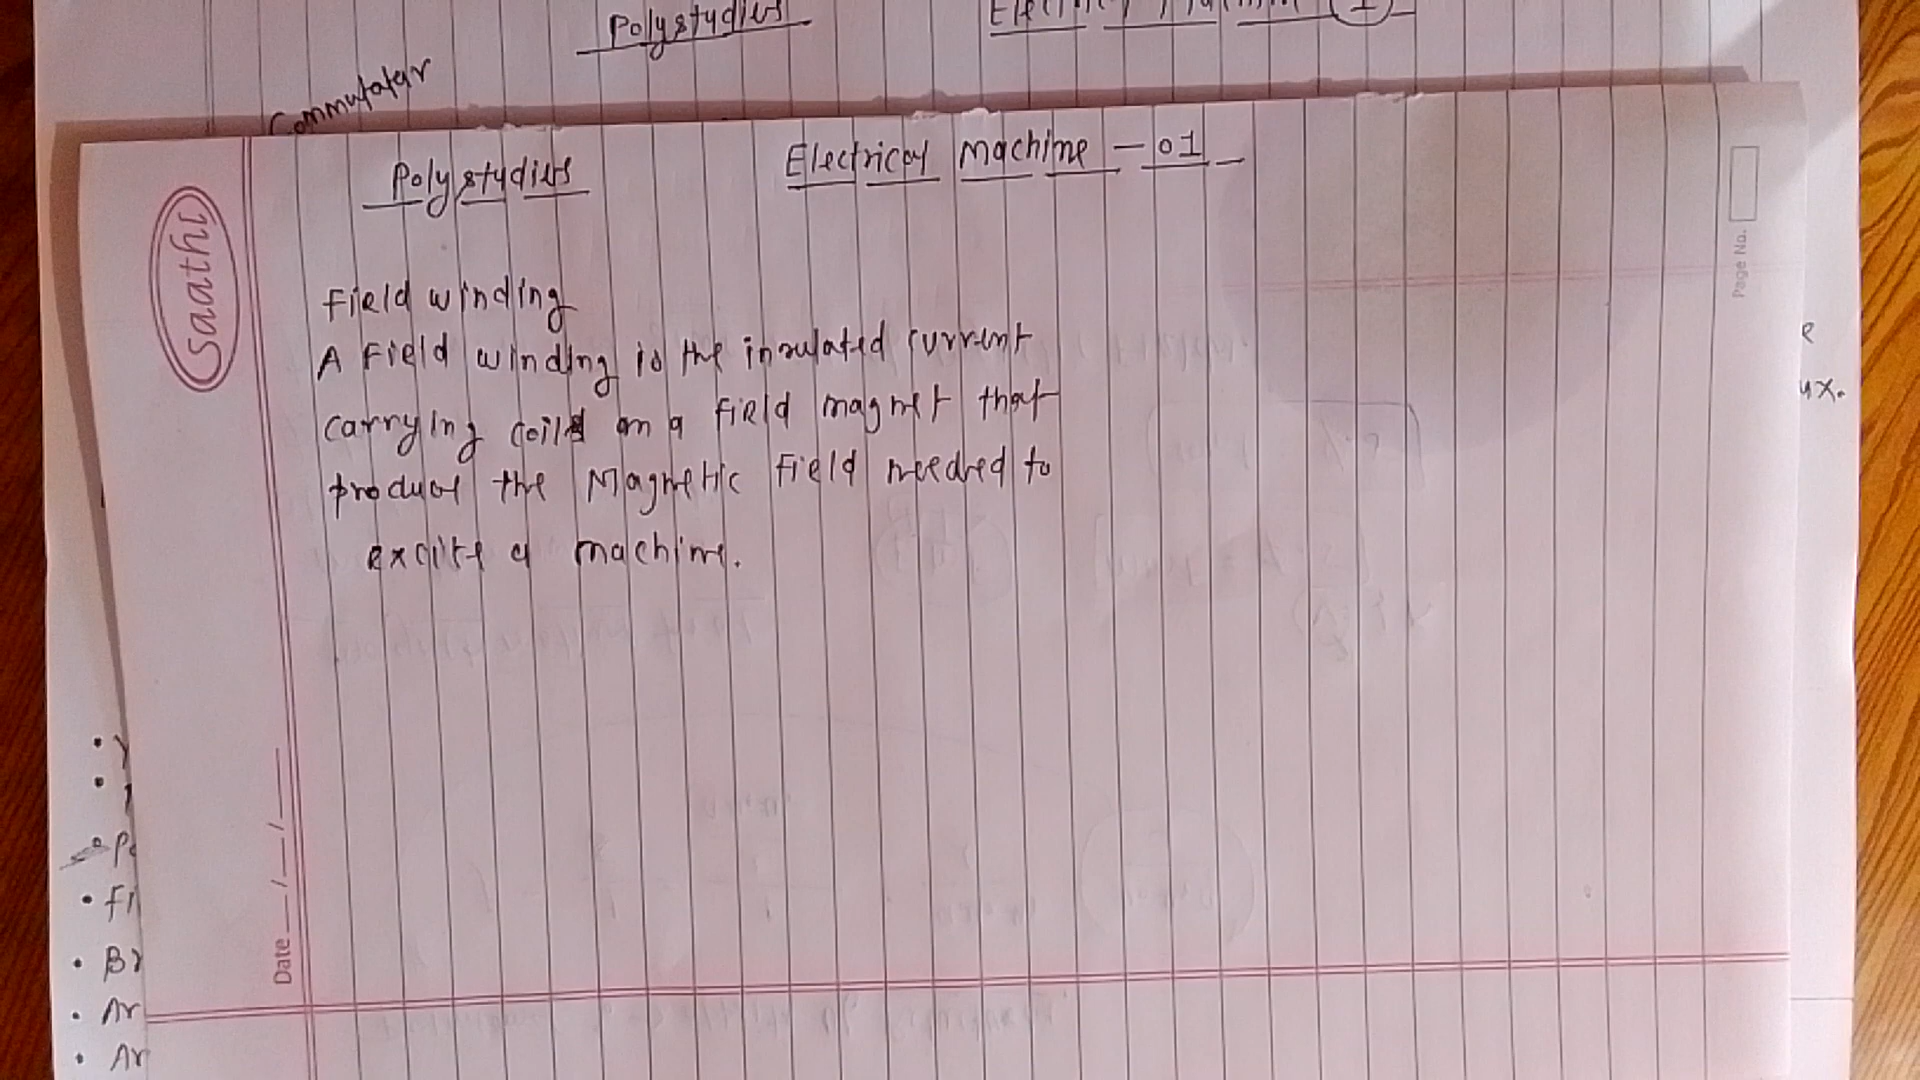 Polystudies
Commutator
Polystudies Electrical Machine - 01 -
Saathi
Page No.
Field winding
A Field winding is the insulated current
carrying coils on a field magnet that
produce the Magnetic Field needed to
excite a machine.
ux.
Date